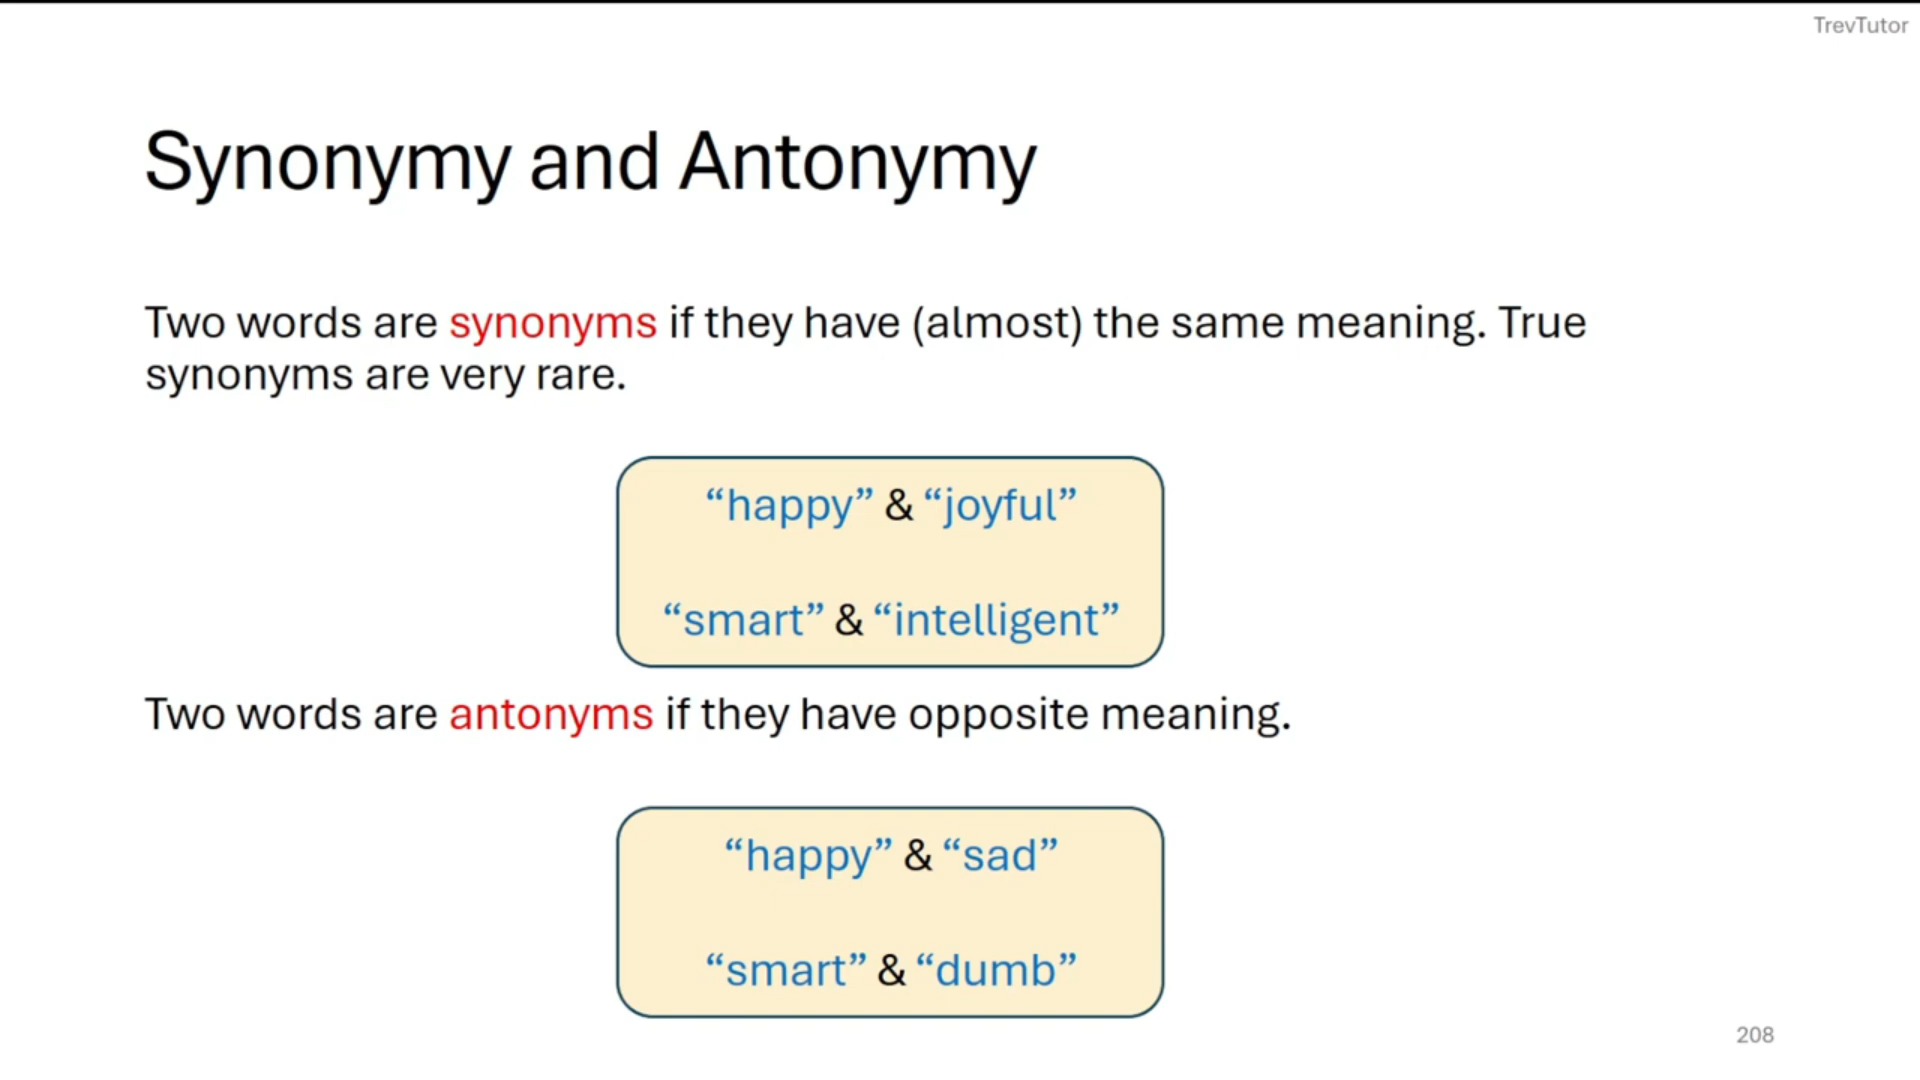 TrevTutor
Synonymy and Antonymy
Two words are synonyms if they have (almost) the same meaning. True
synonyms are very rare.
“happy” & “joyful”
“smart” & “intelligent”
Two words are antonyms if they have opposite meaning.
“happy” & “sad”
“smart” & “dumb”
208